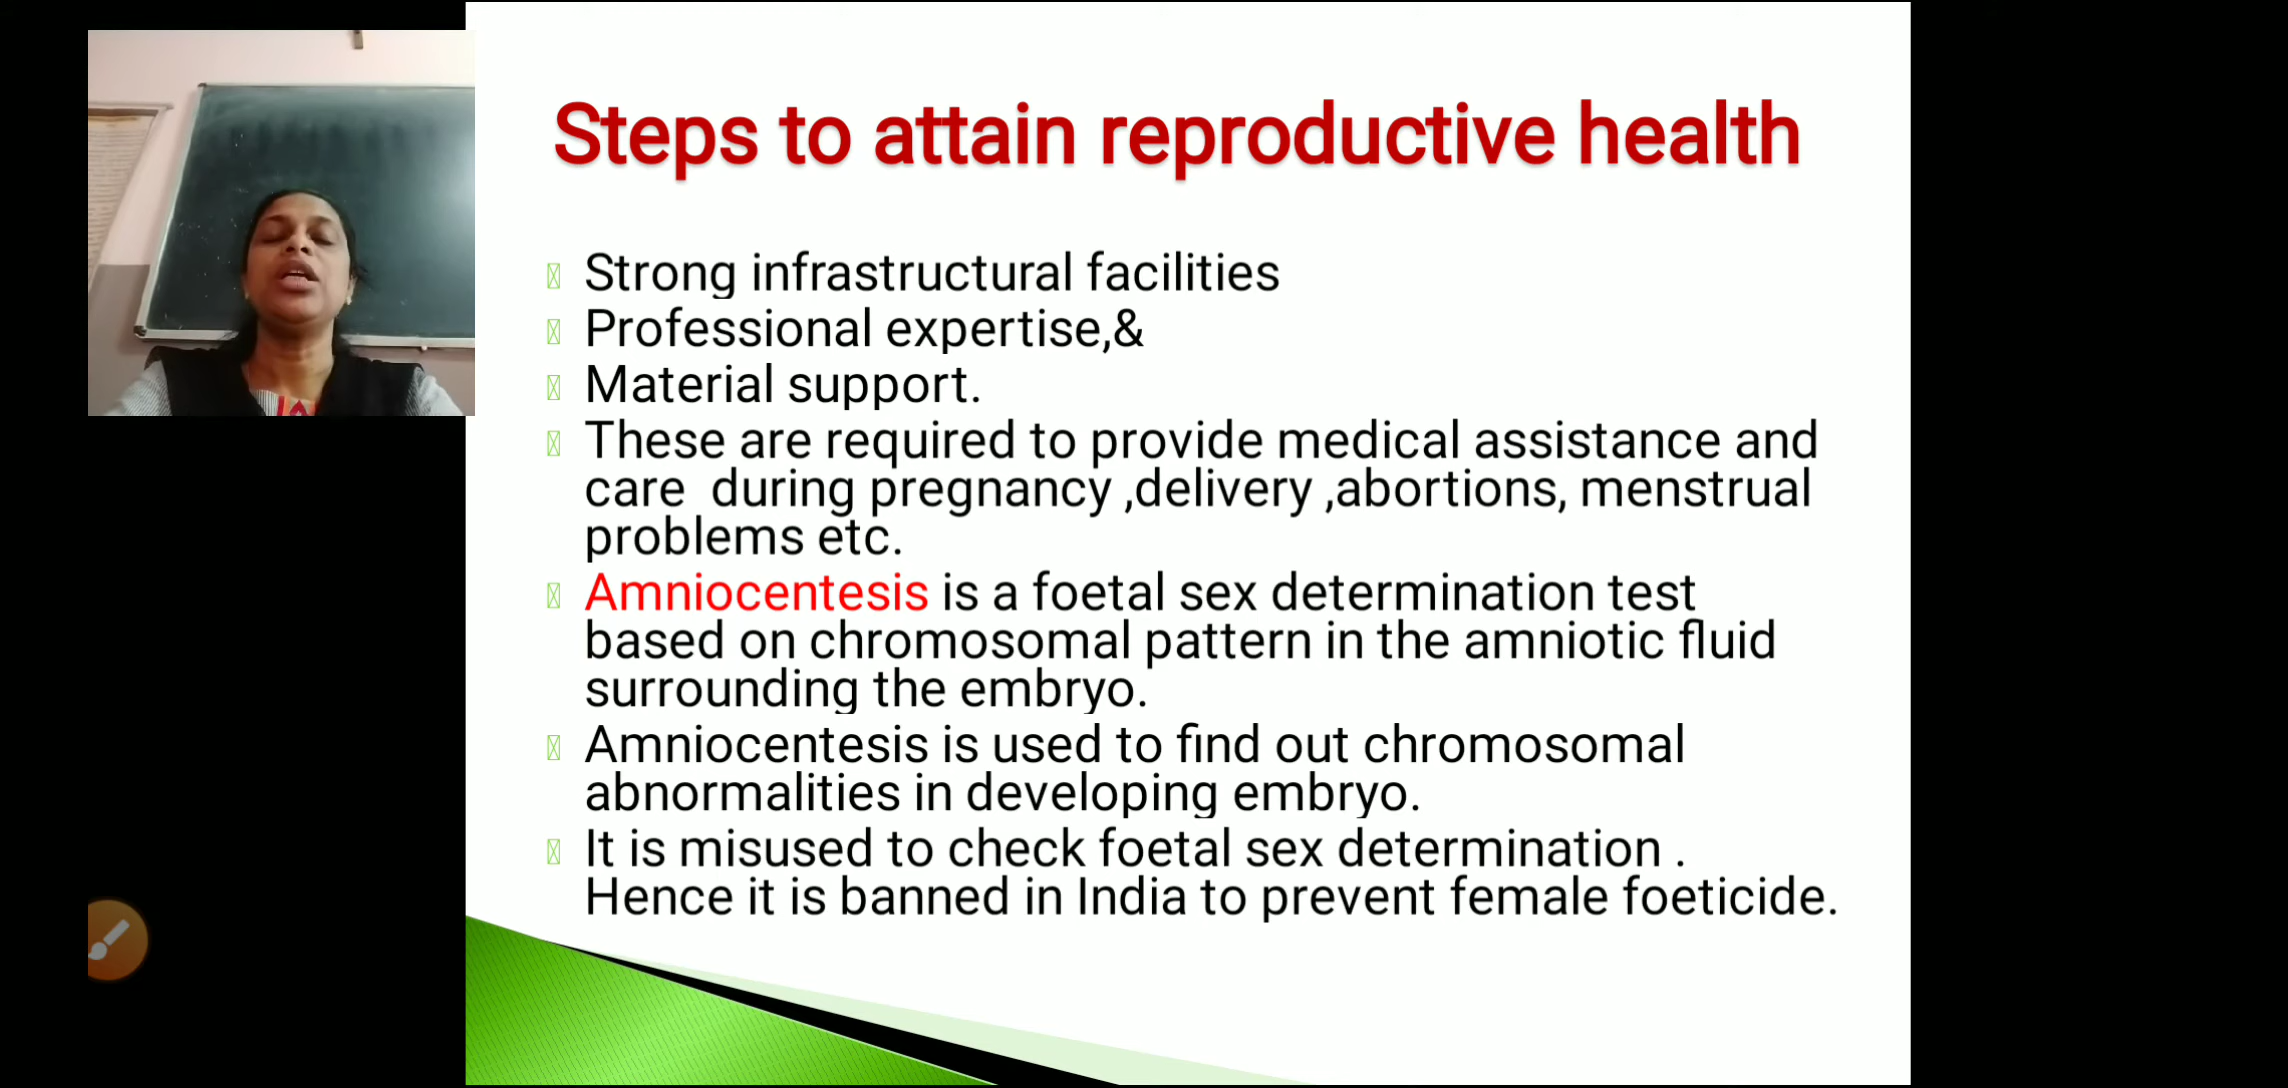 Steps to attain reproductive health
Strong infrastructural facilities
Professional expertise,&
Material support.
These are required to provide medical assistance and
care  during pregnancy ,delivery ,abortions, menstrual
problems etc.
Amniocentesis is a foetal sex determination test
based on chromosomal pattern in the amniotic fluid
surrounding the embryo.
Amniocentesis is used to find out chromosomal
abnormalities in developing embryo.
It is misused to check foetal sex determination .
Hence it is banned in India to prevent female foeticide.